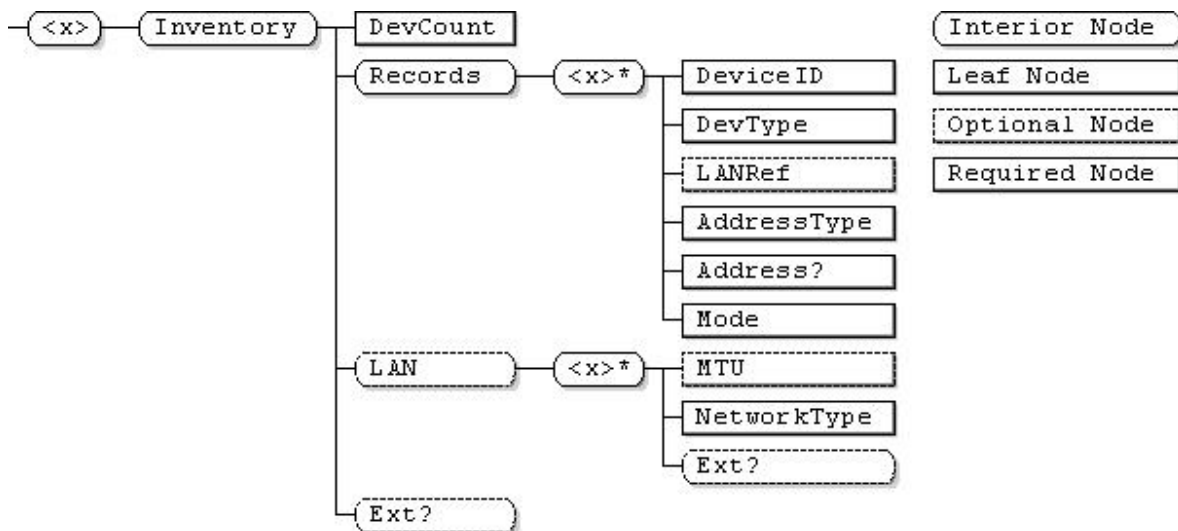 <x> Inventory DevCount Interior Node
Records <x>* DeviceID Leaf Node
DevType Optional Node
LANRef Required Node
AddressType
Address?
Mode
LAN <x>* MTU
NetworkType
Ext?
Ext?